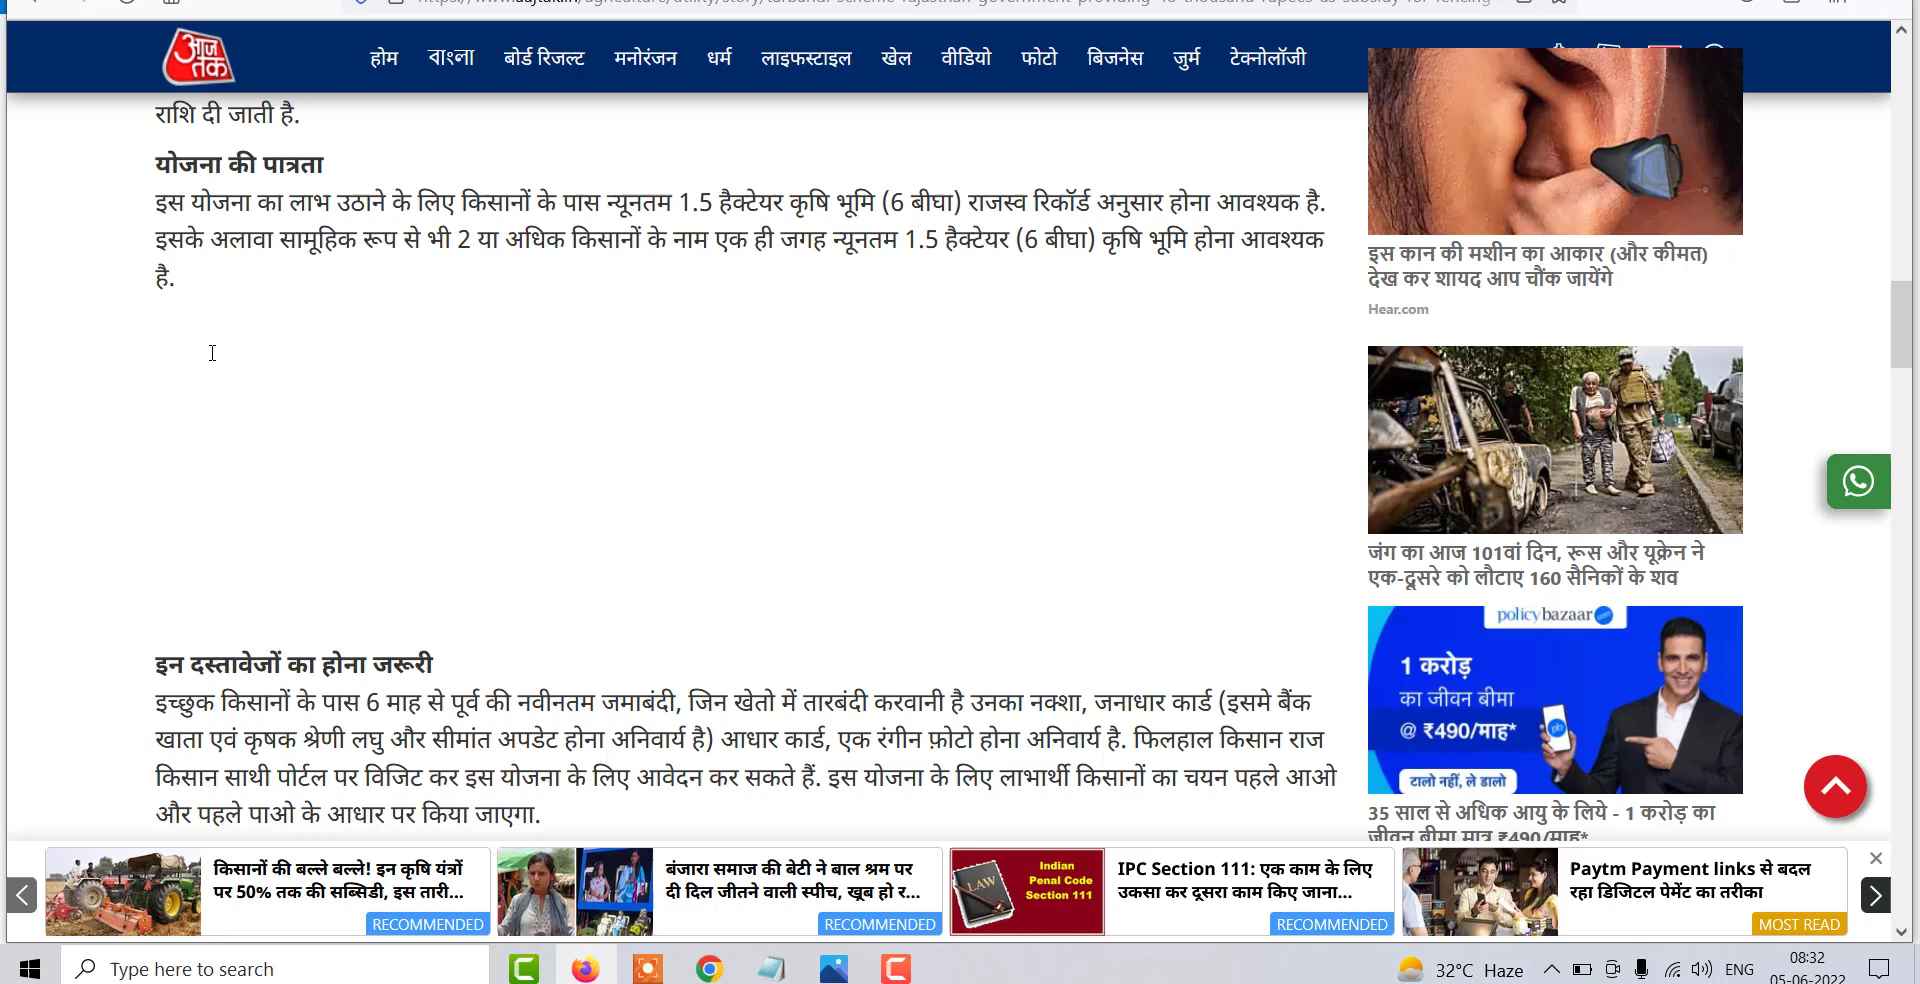 आज तक
होम বাংলা बोर्ड रिजल्ट मनोरंजन धर्म लाइफस्टाइल खेल वीडियो फोटो बिजनेस जुर्म टेक्नोलॉजी
राशि दी जाती है.
योजना की पात्रता
इस योजना का लाभ उठाने के लिए किसानों के पास न्यूनतम 1.5 हैक्टेयर कृषि भूमि (6 बीघा) राजस्व रिकॉर्ड अनुसार होना आवश्यक है.
इसके अलावा सामूहिक रूप से भी 2 या अधिक किसानों के नाम एक ही जगह न्यूनतम 1.5 हैक्टेयर (6 बीघा) कृषि भूमि होना आवश्यक
है.
इन दस्तावेजों का होना जरूरी
इच्छुक किसानों के पास 6 माह से पूर्व की नवीनतम जमाबंदी, जिन खेतो में तारबंदी करवानी है उनका नक्शा, जनाधार कार्ड (इसमे बैंक
खाता एवं कृषक श्रेणी लघु और सीमांत अपडेट होना अनिवार्य है) आधार कार्ड, एक रंगीन फ़ोटो होना अनिवार्य है. फिलहाल किसान राज
किसान साथी पोर्टल पर विजिट कर इस योजना के लिए आवेदन कर सकते हैं. इस योजना के लिए लाभार्थी किसानों का चयन पहले आओ
और पहले पाओ के आधार पर किया जाएगा.
इस कान की मशीन का आकार (और कीमत)
देख कर शायद आप चौंक जायेंगे
Hear.com
जंग का आज 101वां दिन, रूस और यूक्रेन ने
एक-दूसरे को लौटाए 160 सैनिकों के शव
policybazaar
1 करोड़
का जीवन बीमा
@ ₹490/माह*
pb
टालो नहीं, ले डालो
35 साल से अधिक आयु के लिये - 1 करोड़ का
जीवन बीमा मात्र ₹490/माह*
किसानों की बल्ले बल्ले! इन कृषि यंत्रों
पर 50% तक की सब्सिडी, इस तारी...
RECOMMENDED
बंजारा समाज की बेटी ने बाल श्रम पर
दी दिल जीतने वाली स्पीच, खूब हो र...
RECOMMENDED
Indian
Penal Code
Section 111
LAW
IPC Section 111: एक काम के लिए
उकसा कर दूसरा काम किए जाना...
RECOMMENDED
Paytm Payment links से बदल
रहा डिजिटल पेमेंट का तरीका
MOST READ
Type here to search
32°C Haze
ENG
08:32
05-06-2022